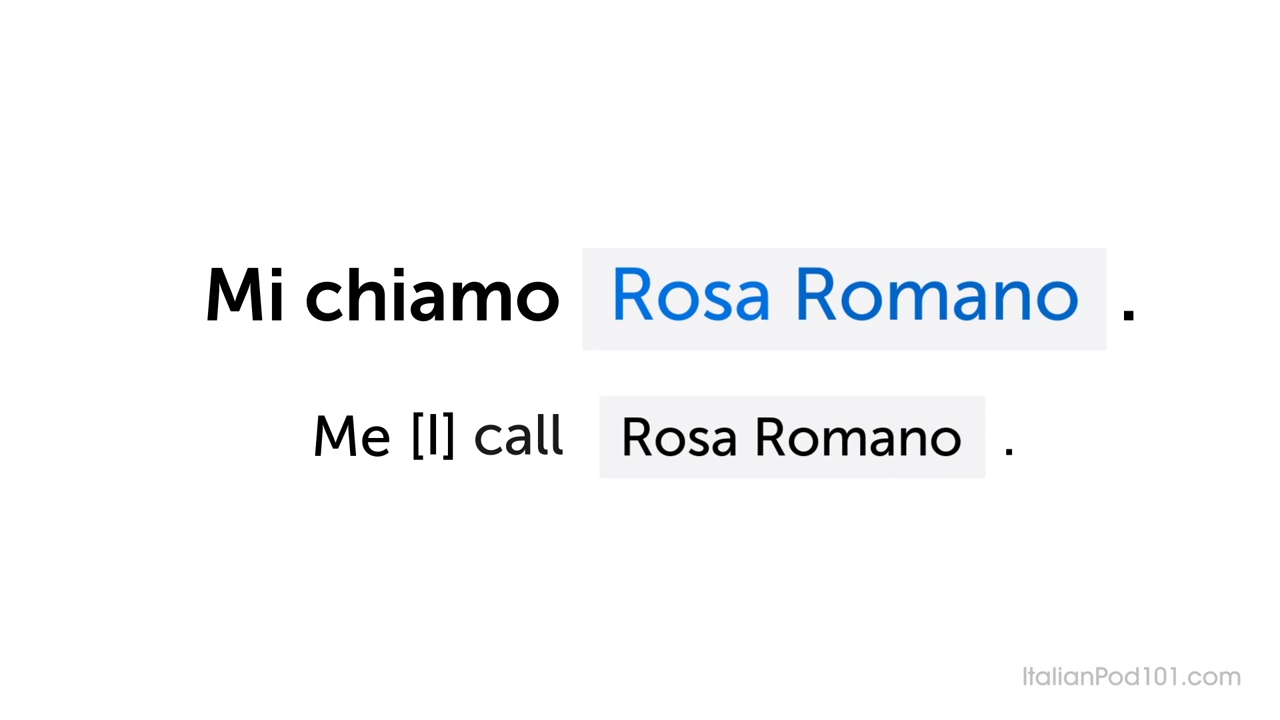 Mi chiamo Rosa Romano .
Me [I] call Rosa Romano .
ItalianPod101.com